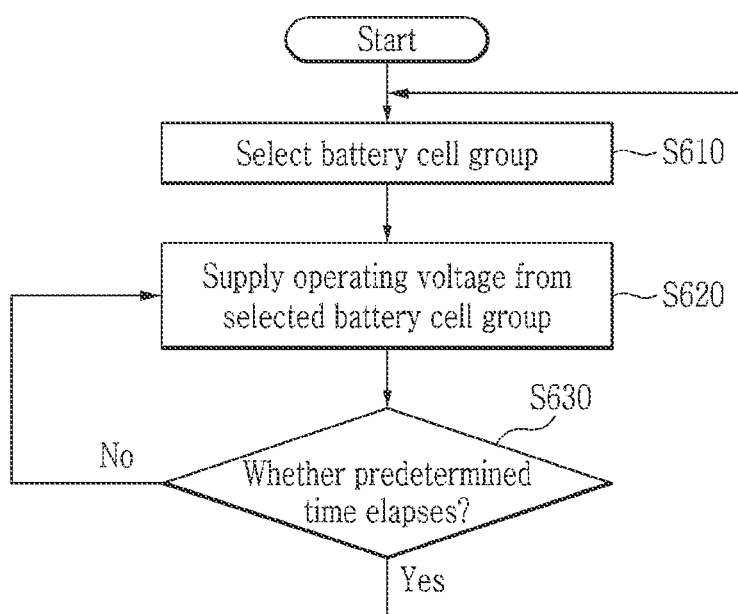 Start
Select battery cell group
S610
Supply operating voltage from
selected battery cell group
S620
S630
No
Whether predetermined
time elapses?
Yes